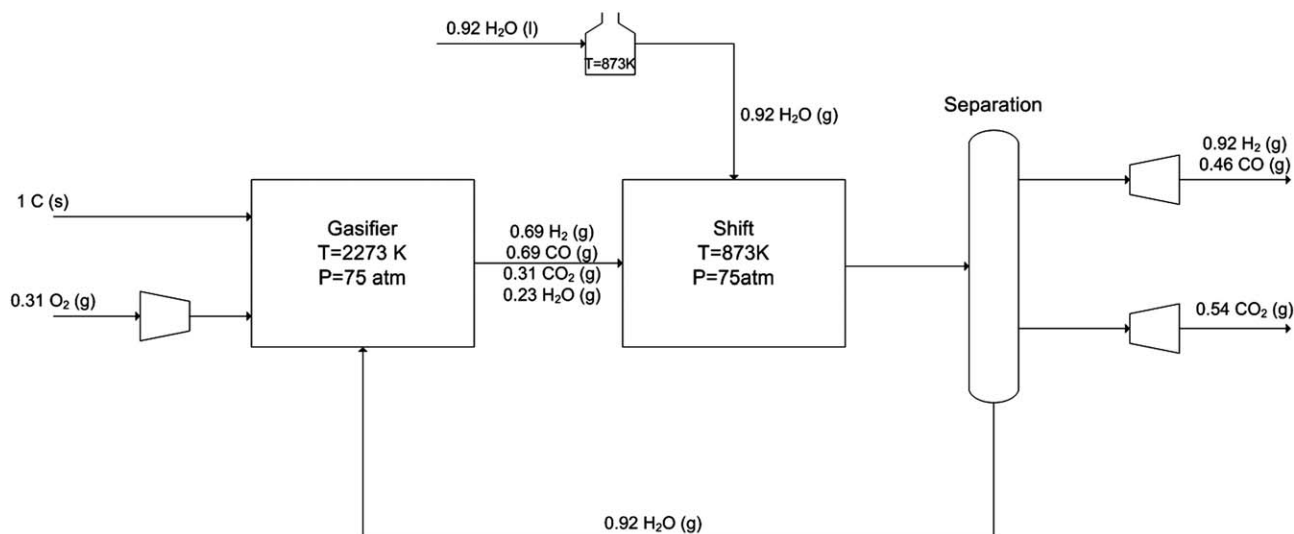 0.92 H₂O (l)
T=873K
0.92 H₂O (g)
Separation
0.92 H₂ (g)
0.46 CO (g)
1 C (s)
Gasifier
T=2273 K
P=75 atm
0.69 H₂ (g)
0.69 CO (g)
0.31 CO₂ (g)
0.23 H₂O (g)
Shift
T=873K
P=75atm
0.31 O₂ (g)
0.54 CO₂ (g)
0.92 H₂O (g)